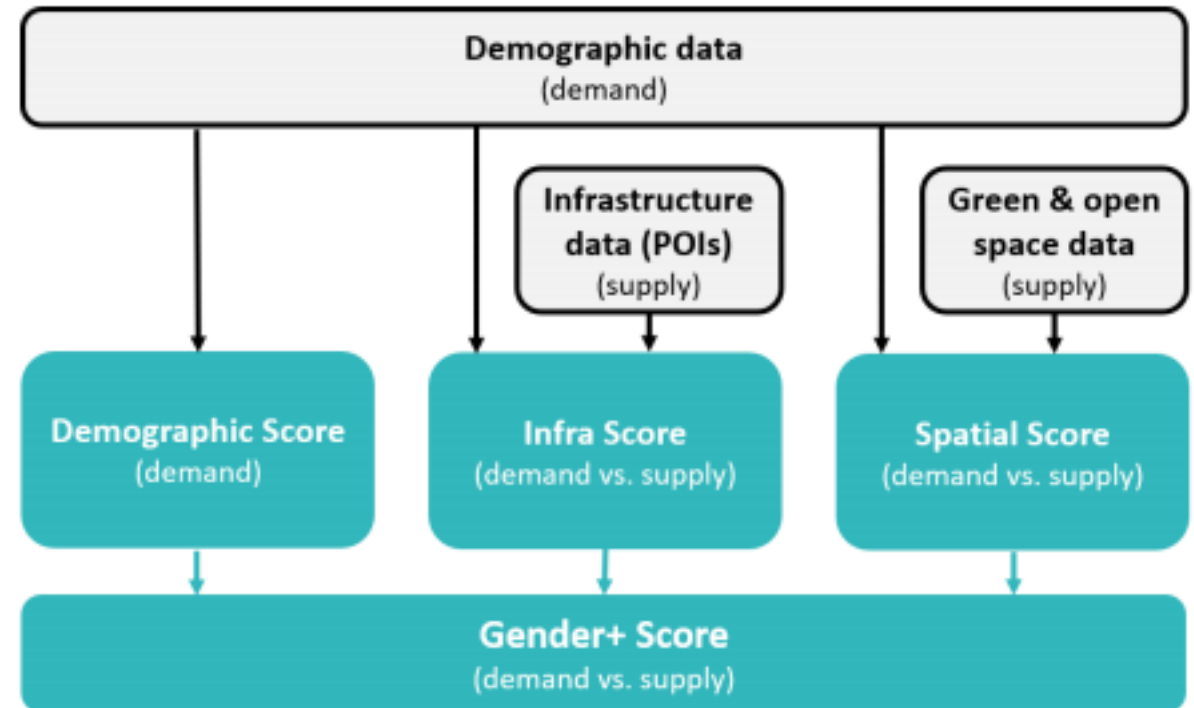 Demographic data
(demand)
Infrastructure
data (POIs)
(supply)
Green & open
space data
(supply)
Demographic Score
(demand)
Infra Score
(demand vs. supply)
Spatial Score
(demand vs. supply)
Gender+ Score
(demand vs. supply)